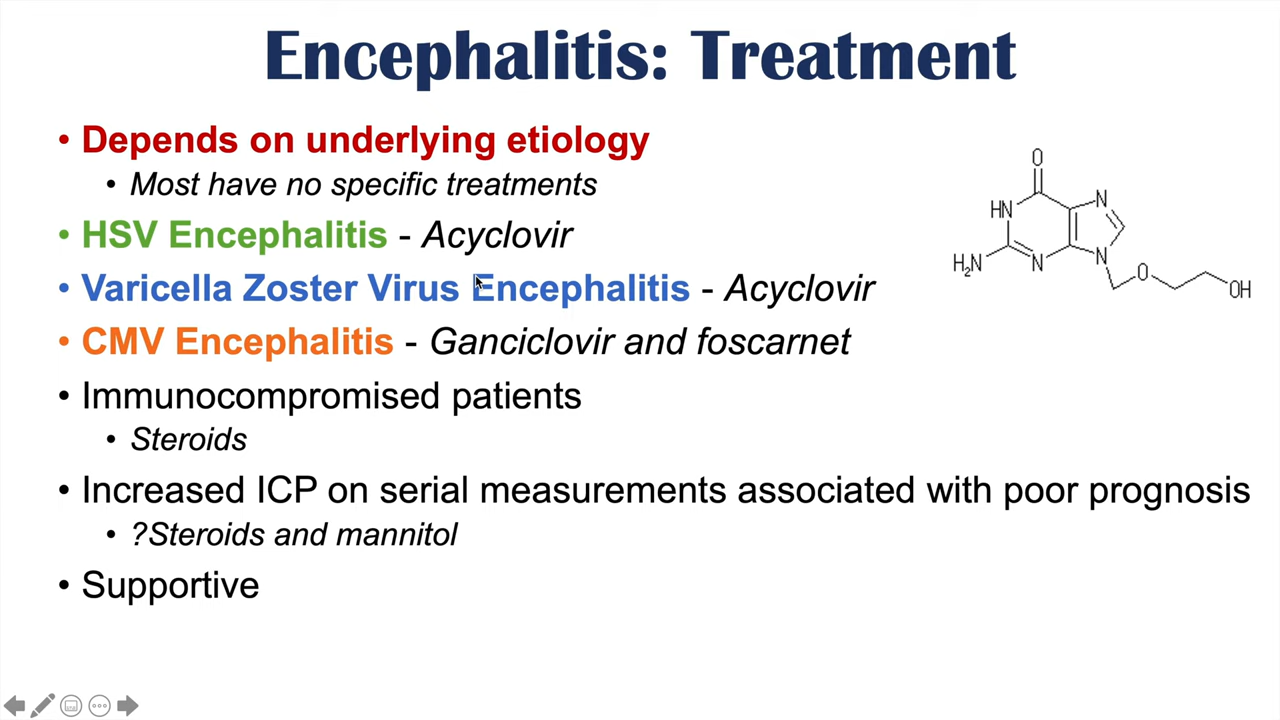 Encephalitis: Treatment
• Depends on underlying etiology
• Most have no specific treatments
• HSV Encephalitis - Acyclovir
• Varicella Zoster Virus Encephalitis - Acyclovir
• CMV Encephalitis - Ganciclovir and foscarnet
• Immunocompromised patients
• Steroids
• Increased ICP on serial measurements associated with poor prognosis
• ?Steroids and mannitol
• Supportive
O
HN
N
H₂N
N
N
O
OH